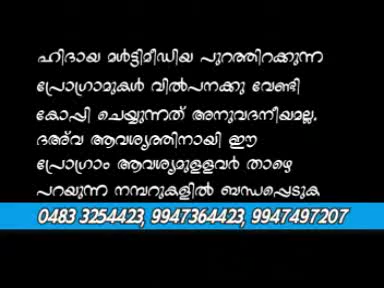 ഹിദായ മൾട്ടിമീഡിയ പുറത്തിറക്കുന്ന
പ്രോഗ്രാമുകൾ വിൽപനക്കു വേണ്ടി
കോപ്പി ചെയ്യുന്നത് അനുവദനീയമല്ല.
ദഅ്വ ആവശ്യത്തിനായി ഈ
പ്രോഗ്രാം ആവശ്യമുളളവർ താഴെ
പറയുന്ന നമ്പറുകളിൽ ബന്ധപ്പെടുക
0483 3254423, 9947364423, 9947497207